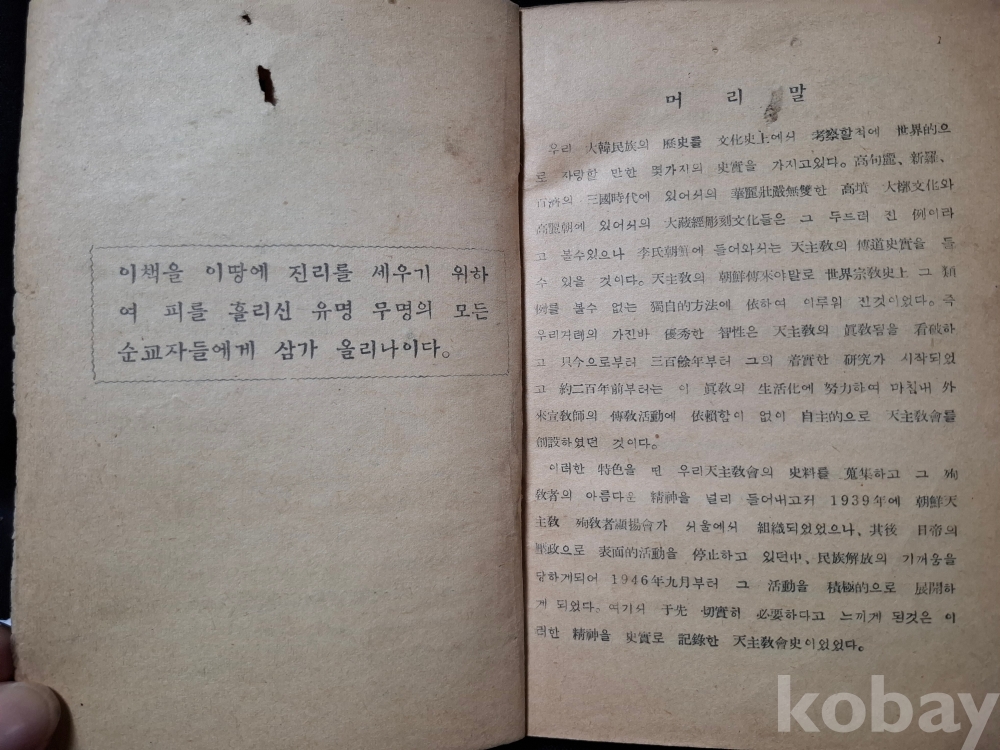 이책을 이땅에 진리를 세우기 위하
여 피를 흘리신 유명 무명의 모든
순교자들에게 삼가 올리나이다。
1
머 리 말
우리 大韓民族의 歷史를 文化史上에서 考察할적에 世界的으
로 자랑할 만한 몇가지의 史實을 가지고있다。高句麗、新羅、
百濟의 三國時代에 있어서의 華麗壯嚴無雙한 高墳 大槨文化와
高麗朝에 있어서의 大藏經彫刻文化들은 그 두드러 진 例이라
고 볼수있으나 李氏朝鮮에 들어와서는 天主敎의 傳道史實을 들
수 있을 것이다。天主敎의 朝鮮傳來야말로 世界宗敎史上 그 類
例를 볼수 없는 獨自的方法에 依하여 이루워 진것이었다。즉
우리겨레의 가진바 優秀한 智性은 天主敎의 眞敎됨을 看破하
고 只今으로부터 三百餘年부터 그의 着實한 硏究가 시작되었
고 約二百年前부터는 이 眞敎의 生活化에 努力하여 마침내 外
來宣敎師의 傳敎活動에 依賴함이 없이 自主的으로 天主敎會를
創設하였던 것이다。
이러한 特色을 띤 우리天主敎會의 史料를 蒐集하고 그 殉
敎者의 아름다운 精神을 널리 들어내고저 1939年에 朝鮮天
主敎 殉敎者顯揚會가 서울에서 組織되었었으나、其後 日帝의
壓政으로 表面的活動을 停止하고 있던中、民族解放의 기꺼움을
당하게되어 1946年九月부터 그 活動을 積極的으로 展開하
게 되었다。여기서 于先 切實히 必要하다고 느끼게 된것은 이
러한 精神을 史實로 記錄한 天主敎會史이었었다。
kobay